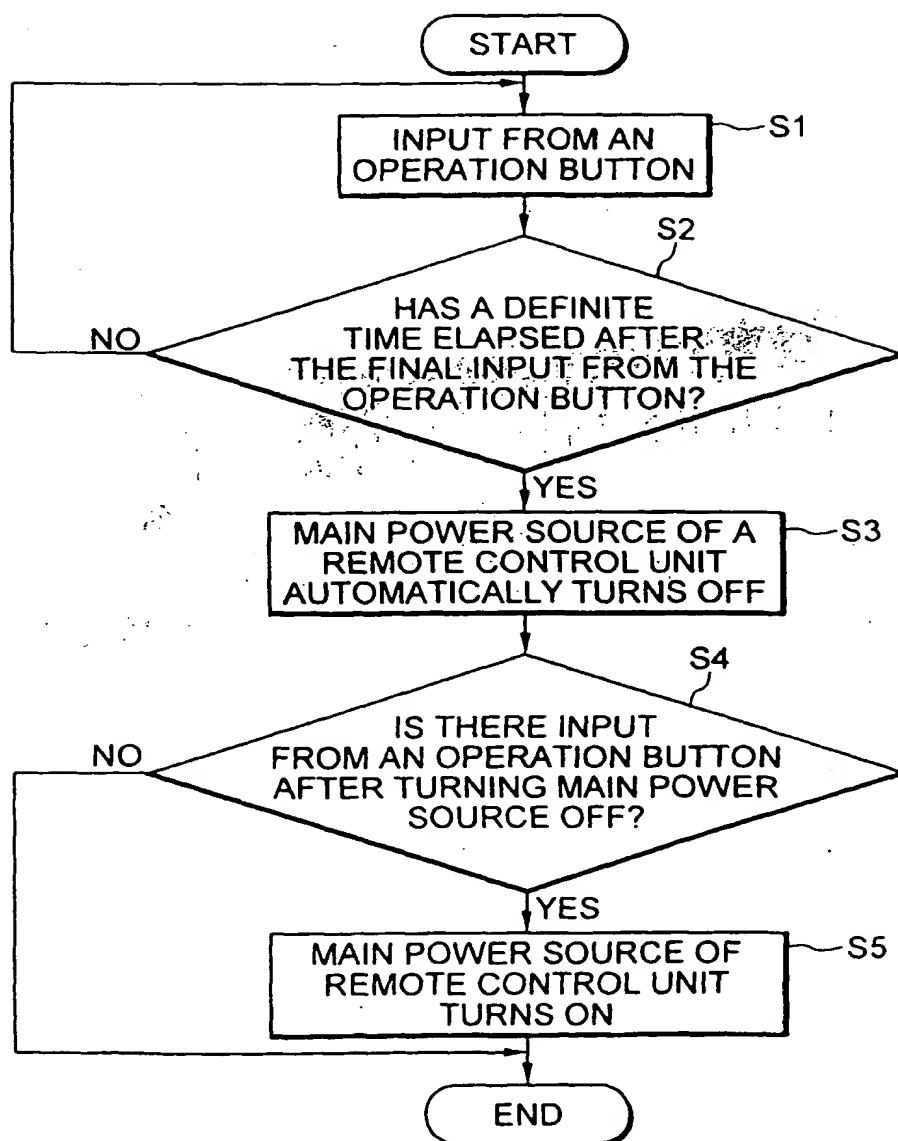 START
INPUT FROM AN
OPERATION BUTTON
S1
S2
HAS A DEFINITE
TIME ELAPSED AFTER
THE FINAL INPUT FROM THE
OPERATION BUTTON?
NO
YES
MAIN POWER SOURCE OF A
REMOTE CONTROL UNIT
AUTOMATICALLY TURNS OFF
S3
S4
IS THERE INPUT
FROM AN OPERATION BUTTON
AFTER TURNING MAIN POWER
SOURCE OFF?
NO
YES
MAIN POWER SOURCE OF
REMOTE CONTROL UNIT
TURNS ON
S5
END